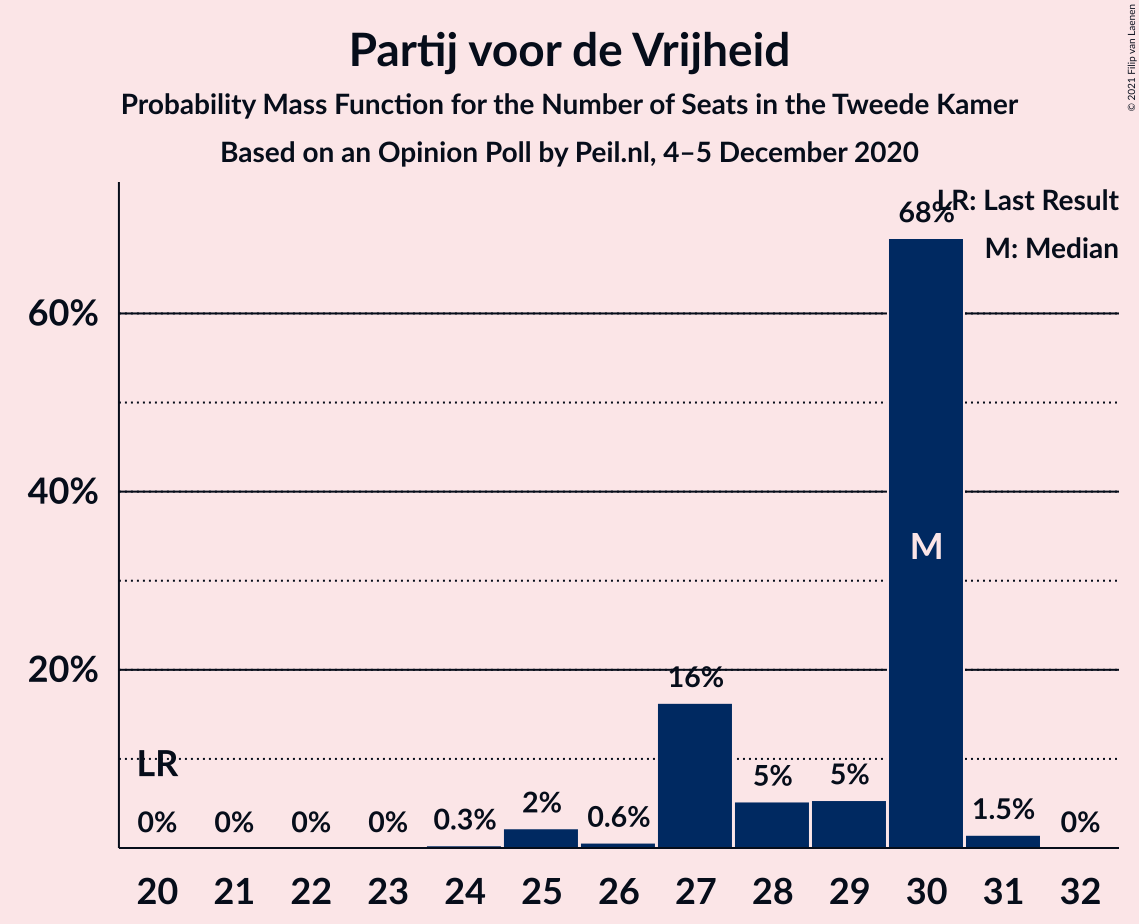 Partij voor de Vrijheid
Probability Mass Function for the Number of Seats in the Tweede Kamer
Based on an Opinion Poll by Peil.nl, 4–5 December 2020
© 2021 Filip van Laenen
LR: Last Result
M: Median
68%
60%
40%
M
20%
16%
LR
0%
0%
0%
0%
0.3%
2%
0.6%
5%
5%
1.5%
0%
20 21 22 23 24 25 26 27 28 29 30 31 32